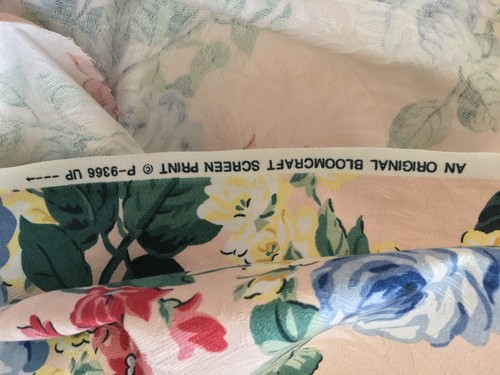 AN ORIGINAL BLOOMCRAFT SCREEN PRINT © P-9366 UP ---→